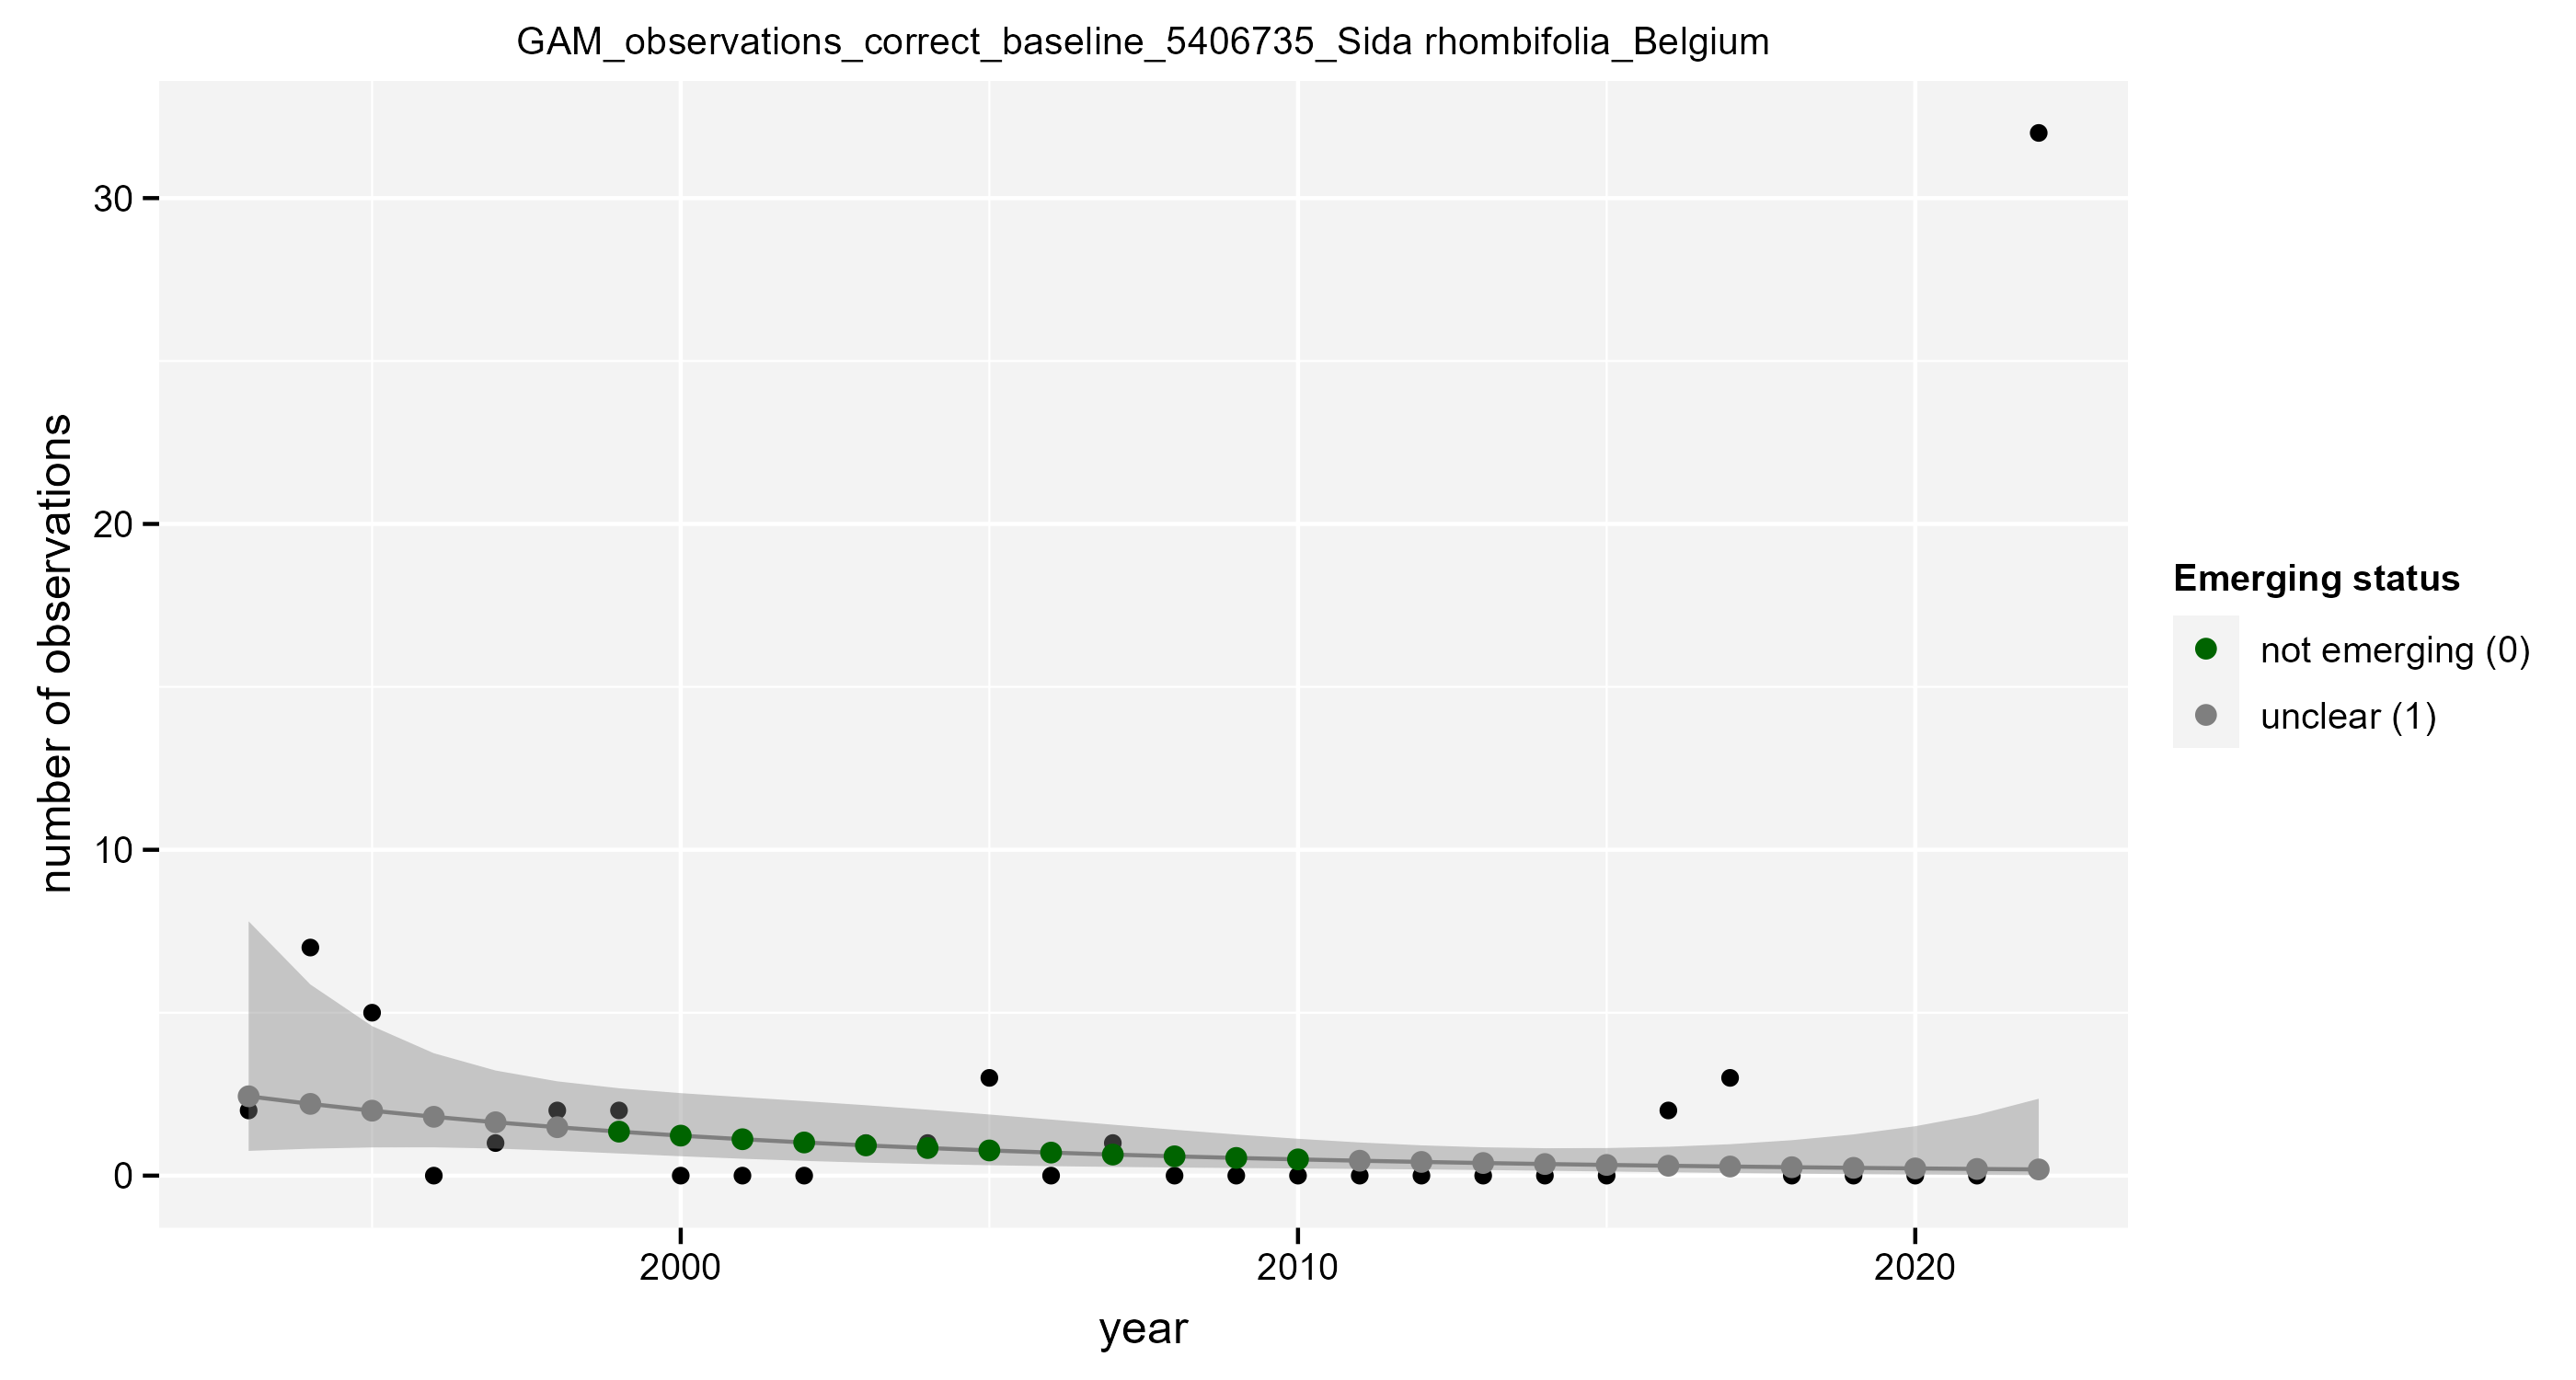 GAM_observations_correct_baseline_5406735_Sida rhombifolia_Belgium
30
20
10
0
number of observations
2000
2010
2020
year
Emerging status
not emerging (0)
unclear (1)